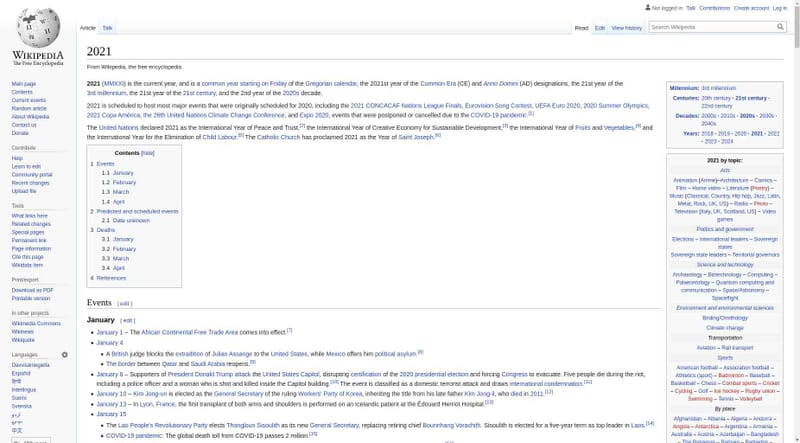 Not logged in Talk Contributions Create account Log in
Article Talk
Read Edit View history
Search Wikipedia
WIKIPEDIA
The Free Encyclopedia
Main page
Contents
Current events
Random article
About Wikipedia
Contact us
Donate
Contribute
Help
Learn to edit
Community portal
Recent changes
Upload file
Tools
What links here
Related changes
Special pages
Permanent link
Page information
Cite this page
Wikidata item
Print/export
Download as PDF
Printable version
In other projects
Wikimedia Commons
Wikinews
Wikiquote
Languages
Davvisámegiella
Español
हिन्दी
Interlingua
Suomi
Svenska
اردو
中文
2021
From Wikipedia, the free encyclopedia
2021 (MMXXI) is the current year, and is a common year starting on Friday of the Gregorian calendar, the 2021st year of the Common Era (CE) and Anno Domini (AD) designations, the 21st year of the
3rd millennium, the 21st year of the 21st century, and the 2nd year of the 2020s decade.
2021 is scheduled to host most major events that were originally scheduled for 2020, including the 2021 CONCACAF Nations League Finals, Eurovision Song Contest, UEFA Euro 2020, 2020 Summer Olympics,
2021 Copa América, the 26th United Nations Climate Change Conference, and Expo 2020, events that were postponed or cancelled due to the COVID-19 pandemic.[1]
The United Nations declared 2021 as the International Year of Peace and Trust,[2] the International Year of Creative Economy for Sustainable Development,[3] the International Year of Fruits and Vegetables,[4] and
the International Year for the Elimination of Child Labour.[5] The Catholic Church has proclaimed 2021 as the Year of Saint Joseph.[6]
Contents [hide]
1 Events
1.1 January
1.2 February
1.3 March
1.4 April
2 Predicted and scheduled events
2.1 Date unknown
3 Deaths
3.1 January
3.2 February
3.3 March
3.4 April
4 References
Events [ edit ]
January [ edit ]
• January 1 – The African Continental Free Trade Area comes into effect.[7]
• January 4
• A British judge blocks the extradition of Julian Assange to the United States, while Mexico offers him political asylum.[8]
• The border between Qatar and Saudi Arabia reopens.[9]
• January 6 – Supporters of President Donald Trump attack the United States Capitol, disrupting certification of the 2020 presidential election and forcing Congress to evacuate. Five people die during the riot,
including a police officer and a woman who is shot and killed inside the Capitol building.[10] The event is classified as a domestic terrorist attack and draws international condemnation.[11]
• January 10 – Kim Jong-un is elected as the General Secretary of the ruling Workers' Party of Korea, inheriting the title from his late father Kim Jong-il, who died in 2011.[12]
• January 13 – In Lyon, France, the first transplant of both arms and shoulders is performed on an Icelandic patient at the Édouard Herriot Hospital.[13]
• January 15
• The Lao People's Revolutionary Party elects Thongloun Sisoulith as its new General Secretary, replacing retiring chief Bounnhang Vorachith. Sisoulith is elected for a five-year term as top leader in Laos.[14]
• COVID-19 pandemic: The global death toll from COVID-19 passes 2 million.[15]
Millennium: 3rd millennium
Centuries: 20th century · 21st century ·
22nd century
Decades: 2000s · 2010s · 2020s · 2030s ·
2040s
Years: 2018 · 2019 · 2020 · 2021 · 2022
· 2023 · 2024
2021 by topic:
Arts
Animation (Anime)–Architecture – Comics –
Film – Home video – Literature (Poetry) –
Music (Classical, Country, Hip hop, Jazz, Latin,
Metal, Rock, UK, US) – Radio – Photo –
Television (Italy, UK, Scotland, US) – Video
games
Politics and government
Elections – International leaders – Sovereign
states
Sovereign state leaders – Territorial governors
Science and technology
Archaeology – Biotechnology – Computing –
Palaeontology – Quantum computing and
communication – Space/Astronomy –
Spaceflight
Environment and environmental sciences
Birding/Ornithology
Climate change
Transportation
Aviation – Rail transport
Sports
American football – Association football –
Athletics (sport) – Badminton – Baseball –
Basketball – Chess – Combat sports – Cricket
– Cycling – Golf – Ice hockey – Rugby union –
Swimming – Tennis – Volleyball
By place
Afghanistan – Albania – Algeria – Andorra –
Angola – Antarctica – Argentina – Armenia –
Australia – Austria – Azerbaijan – Bangladesh